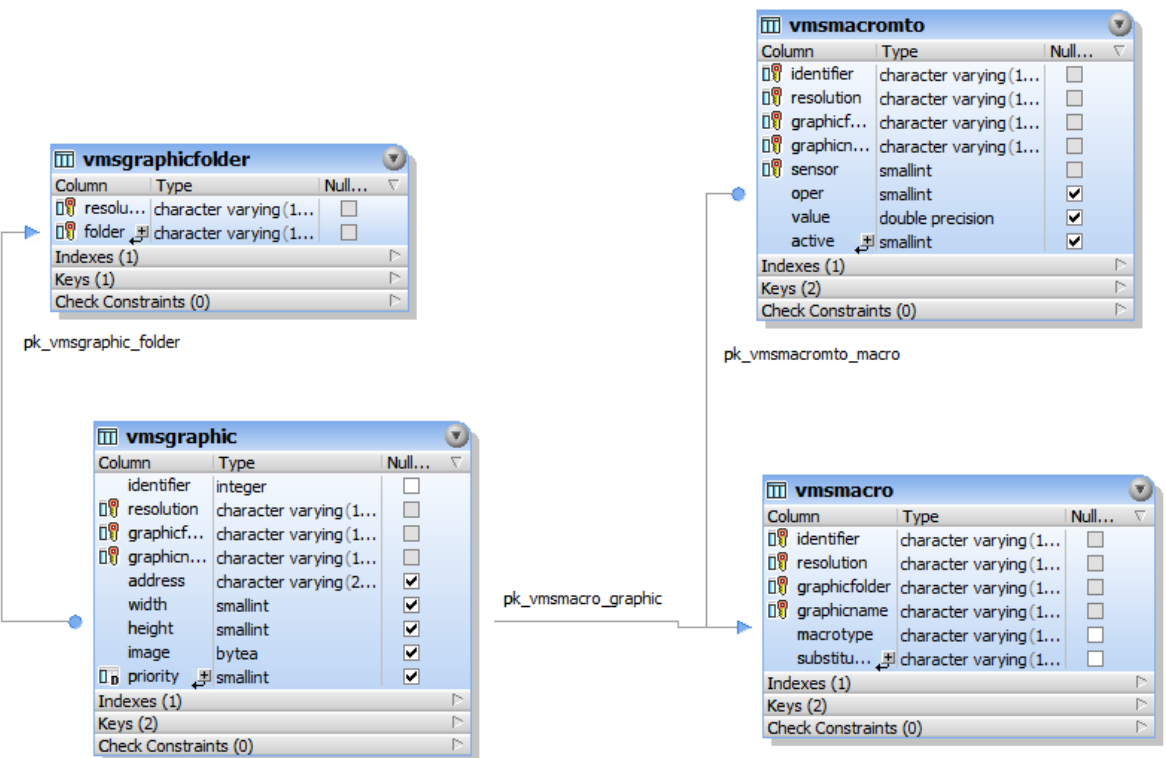 vmsmacromto
Column Type Null...
identifier character varying(1...
resolution character varying(1...
graphicf... character varying(1...
graphicn... character varying(1...
sensor smallint
oper smallint
value double precision
active smallint
Indexes (1)
Keys (2)
Check Constraints (0)
vmsgraphicfolder
Column Type Null...
resolu... character varying(1...
folder character varying(1...
Indexes (1)
Keys (1)
Check Constraints (0)
pk_vmsgraphic_folder
pk_vmsmacromto_macro
vmsgraphic
Column Type Null...
identifier integer
resolution character varying(1...
graphicf... character varying(1...
graphicn... character varying(1...
address character varying(2...
width smallint
height smallint
image bytea
priority smallint
Indexes (1)
Keys (2)
Check Constraints (0)
pk_vmsmacro_graphic
vmsmacro
Column Type Null...
identifier character varying(1...
resolution character varying(1...
graphicfolder character varying(1...
graphicname character varying(1...
macrotype character varying(1...
substitu... character varying(1...
Indexes (1)
Keys (2)
Check Constraints (0)